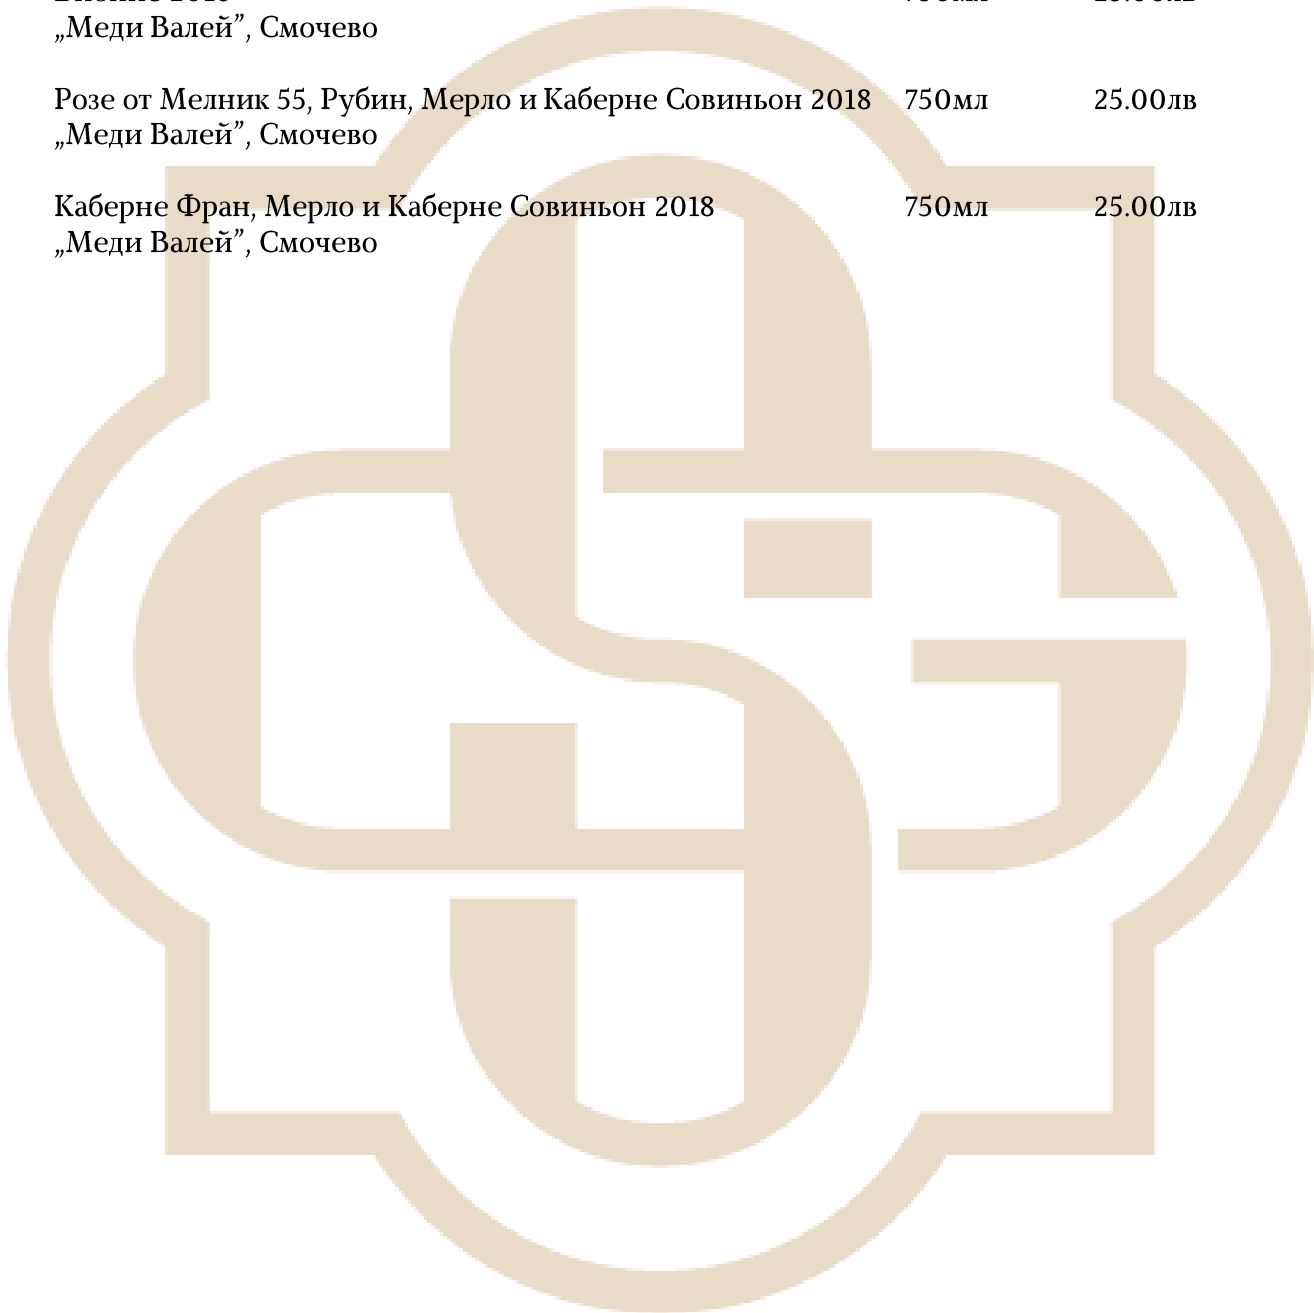 „Меди Валей”, Смочево
Розе от Мелник 55, Рубин, Мерло и Каберне Совиньон 2018 750мл 25.00лв
„Меди Валей”, Смочево
Каберне Фран, Мерло и Каберне Совиньон 2018 750мл 25.00лв
„Меди Валей”, Смочево